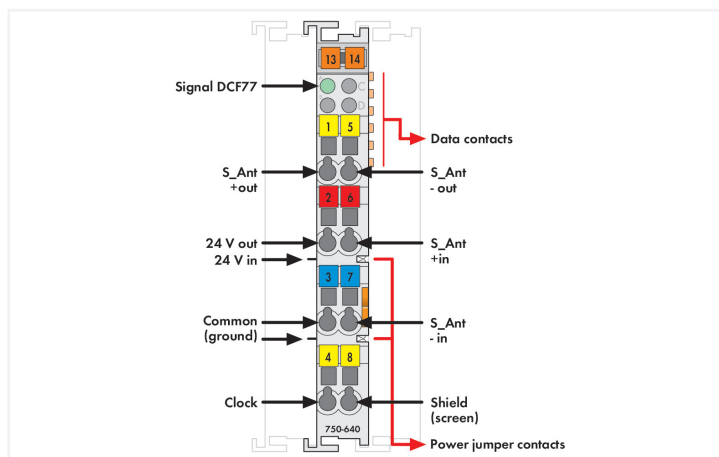 13 14
Signal DCF77
C
D
1 5
Data contacts
S_Ant
+out
S_Ant
- out
2 6
24 V out
24 V in
S_Ant
+in
3 7
Common
(ground)
S_Ant
- in
4 8
Clock
Shield
(screen)
750-640
Power jumper contacts